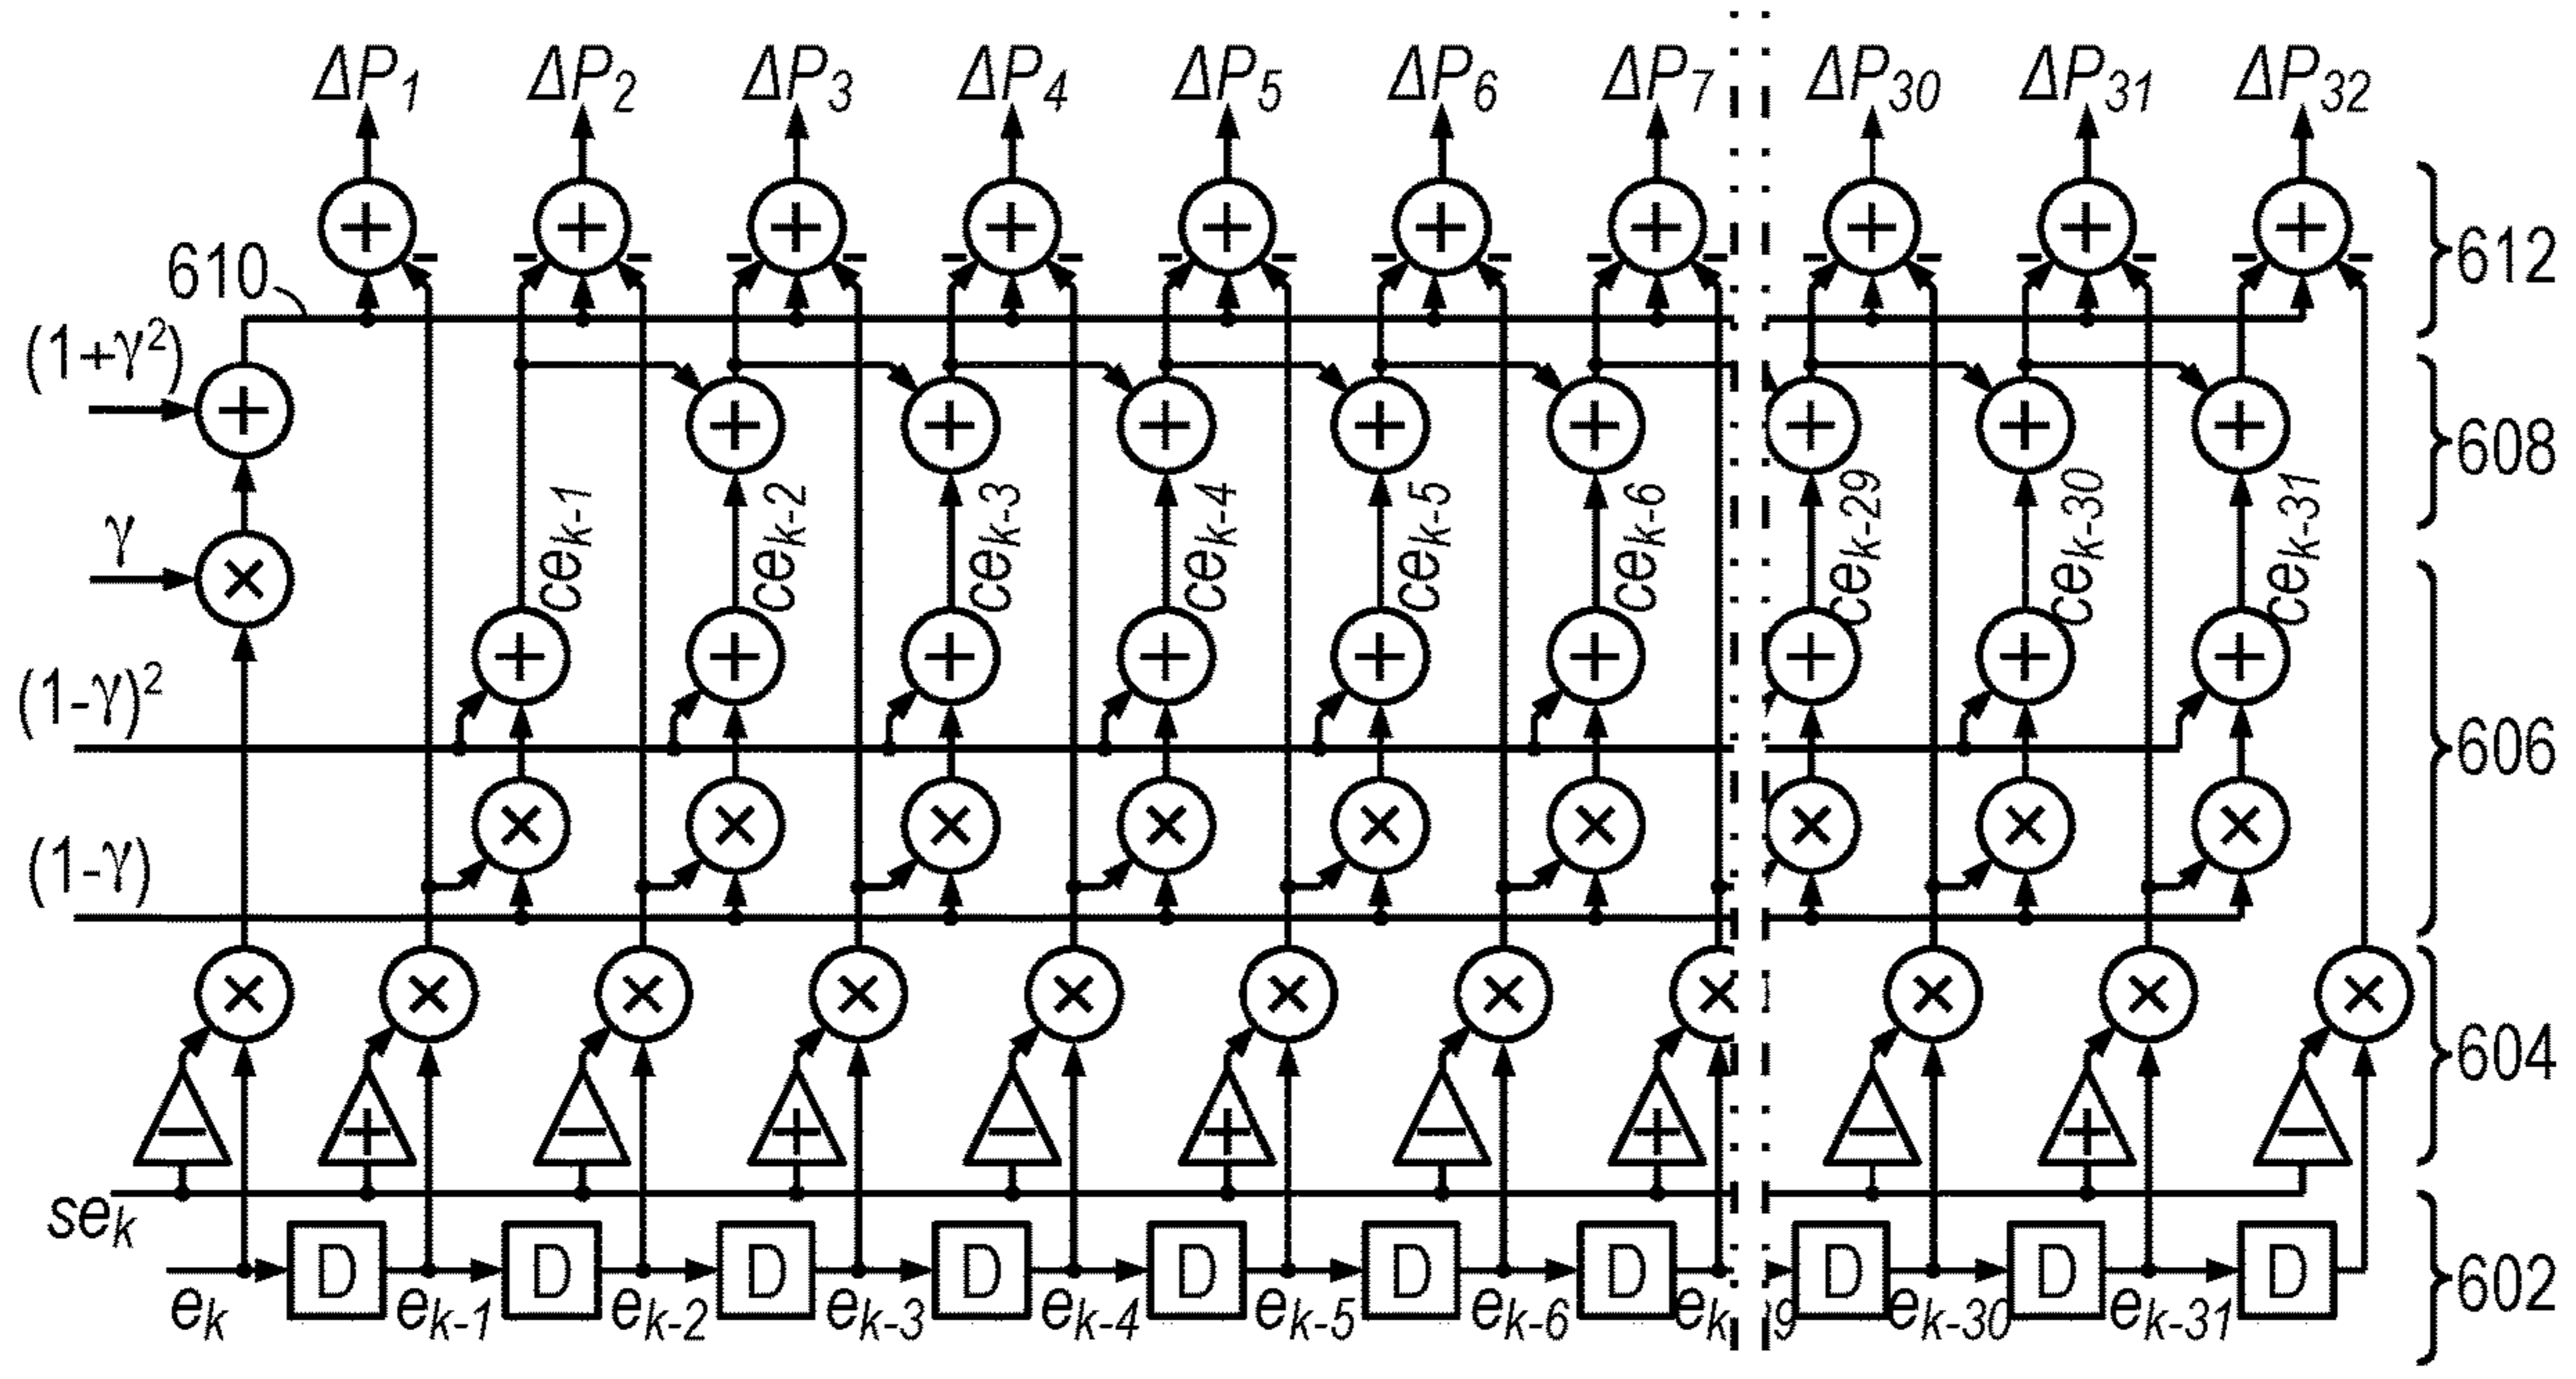 ΔP₁ ΔP₂ ΔP₃ ΔP₄ ΔP₅ ΔP₆ ΔP₇ ΔP₃₀ ΔP₃₁ ΔP₃₂
+ + + + + + + + + +
- - - - - - - - - - - - - - - - - - -
612
610
(1+γ²)
+ + + + + + + + +
608
γ
×
ceₖ₋₁ ceₖ₋₂ ceₖ₋₃ ceₖ₋₄ ceₖ₋₅ ceₖ₋₆ ceₖ₋₂₉ ceₖ₋₃₀ ceₖ₋₃₁
(1-γ)²
+ + + + + + + + +
606
× × × × × × × × ×
(1-γ)
× × × × × × × × × × ×
604
− + − + − + − + − + −
seₖ
D D D D D D D D D D
602
eₖ eₖ₋₁ eₖ₋₂ eₖ₋₃ eₖ₋₄ eₖ₋₅ eₖ₋₆ eₖ 9 eₖ₋₃₀ eₖ₋₃₁